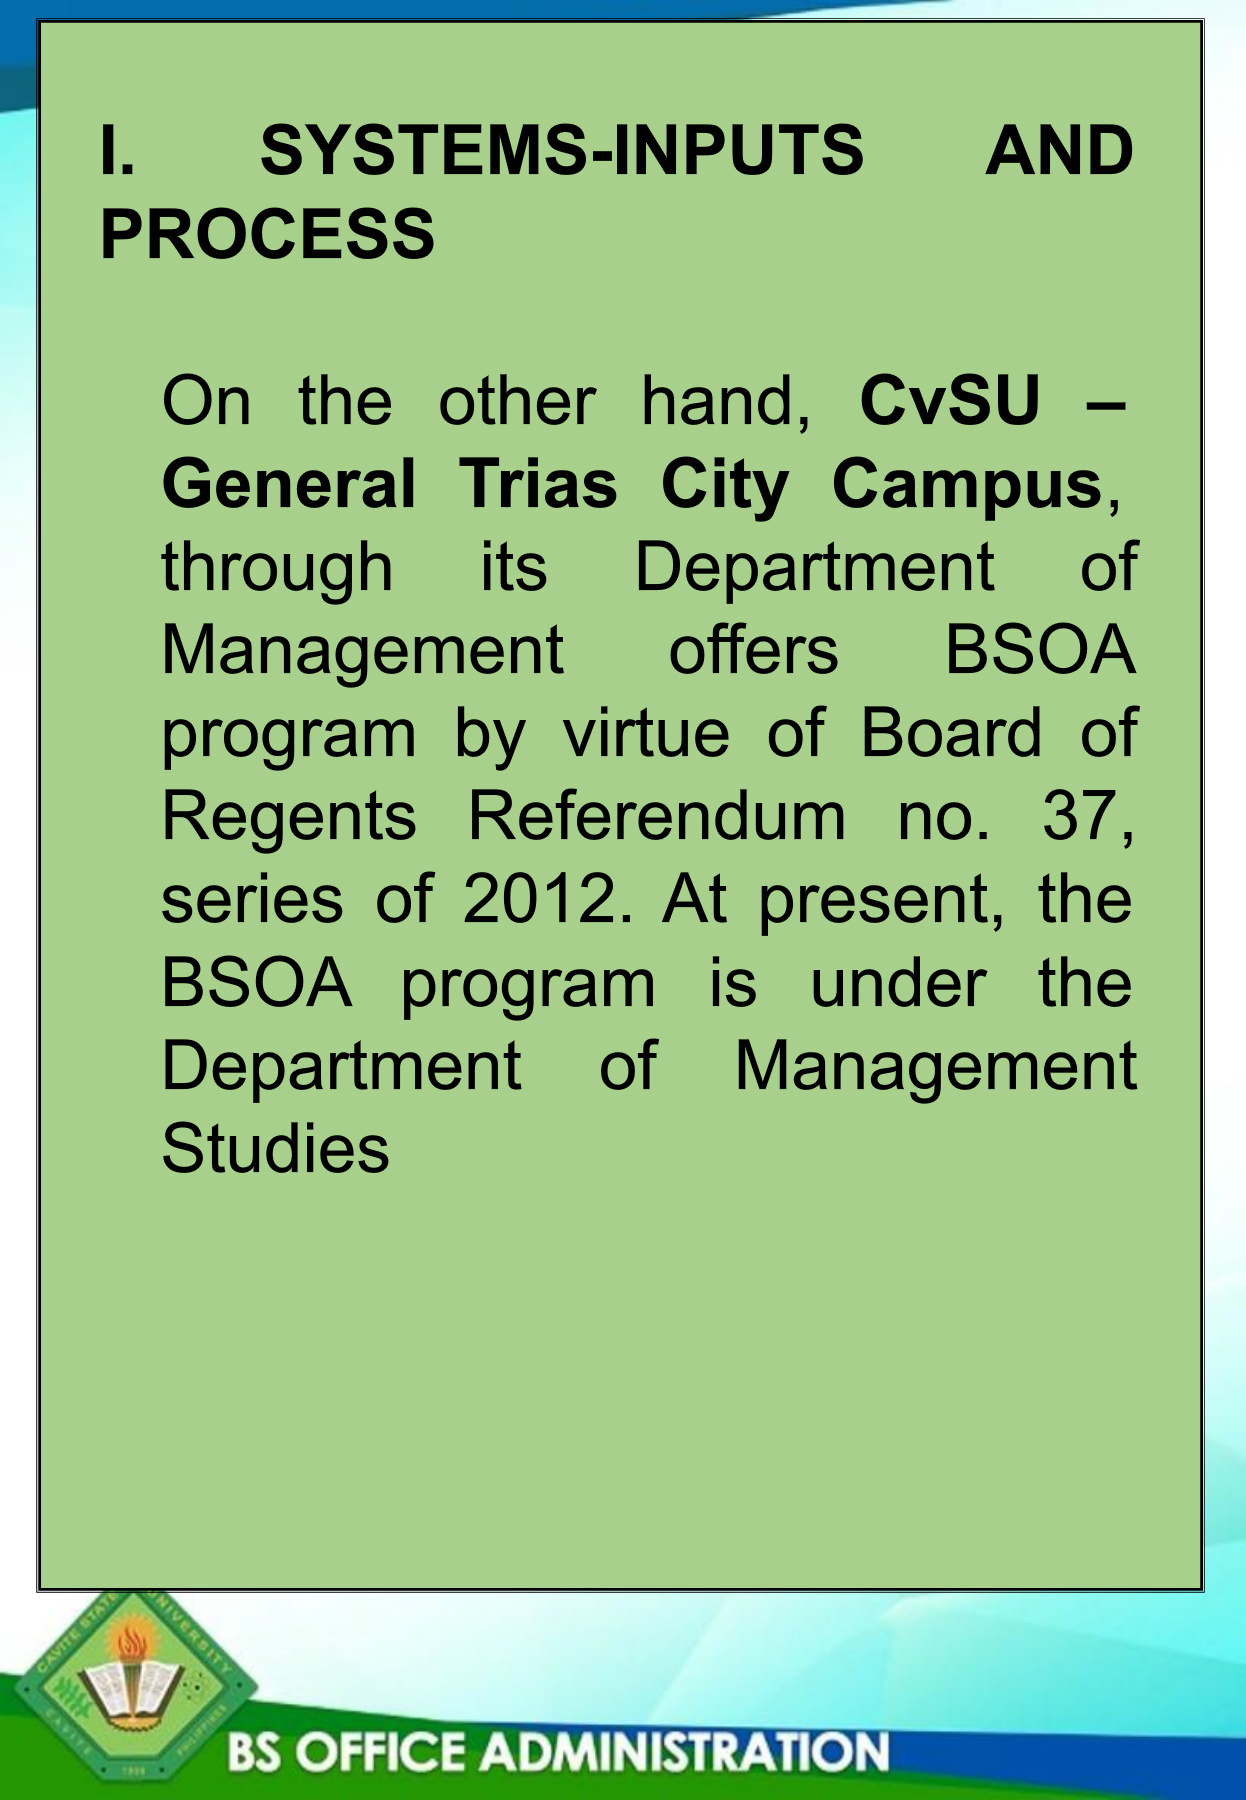 I. SYSTEMS-INPUTS AND
PROCESS
On the other hand, CvSU –
General Trias City Campus,
through its Department of
Management offers BSOA
program by virtue of Board of
Regents Referendum no. 37,
series of 2012. At present, the
BSOA program is under the
Department of Management
Studies
CAVITE STATE UNIVERSITY
CAVITE PHILIPPINES
1906
BS OFFICE ADMINISTRATION